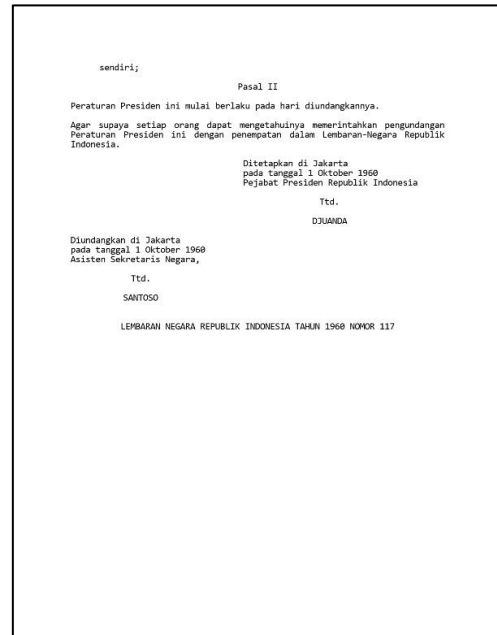 sendiri;
Pasal II
Peraturan Presiden ini mulai berlaku pada hari diundangkannya.
Agar supaya setiap orang dapat mengetahuinya memerintahkan pengundangan
Peraturan Presiden ini dengan penempatan dalam Lembaran-Negara Republik
Indonesia.
Ditetapkan di Jakarta
pada tanggal 1 Oktober 1960
Pejabat Presiden Republik Indonesia
Ttd.
DJUANDA
Diundangkan di Jakarta
pada tanggal 1 Oktober 1960
Asisten Sekretaris Negara,
Ttd.
SANTOSO
LEMBARAN NEGARA REPUBLIK INDONESIA TAHUN 1960 NOMOR 117